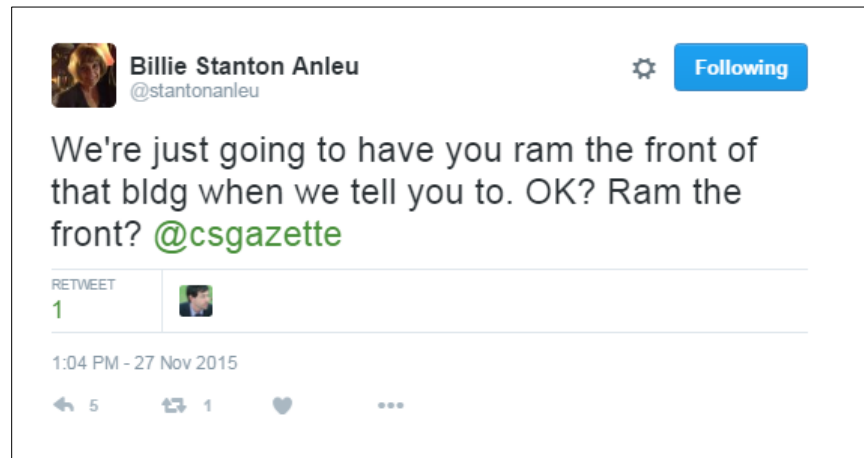 Billie Stanton Anleu
@stantonanleu
Following
We're just going to have you ram the front of
that bldg when we tell you to. OK? Ram the
front? @csgazette
RETWEET
1
1:04 PM - 27 Nov 2015
5
1